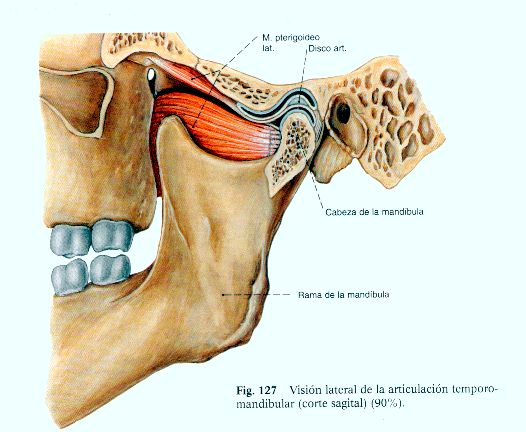 M. pterigoideo
lat.
Disco art.
Cabeza de la mandíbula
Rama de la mandíbula
Fig. 127 Visión lateral de la articulación temporo-
mandibular (corte sagital) (90%).